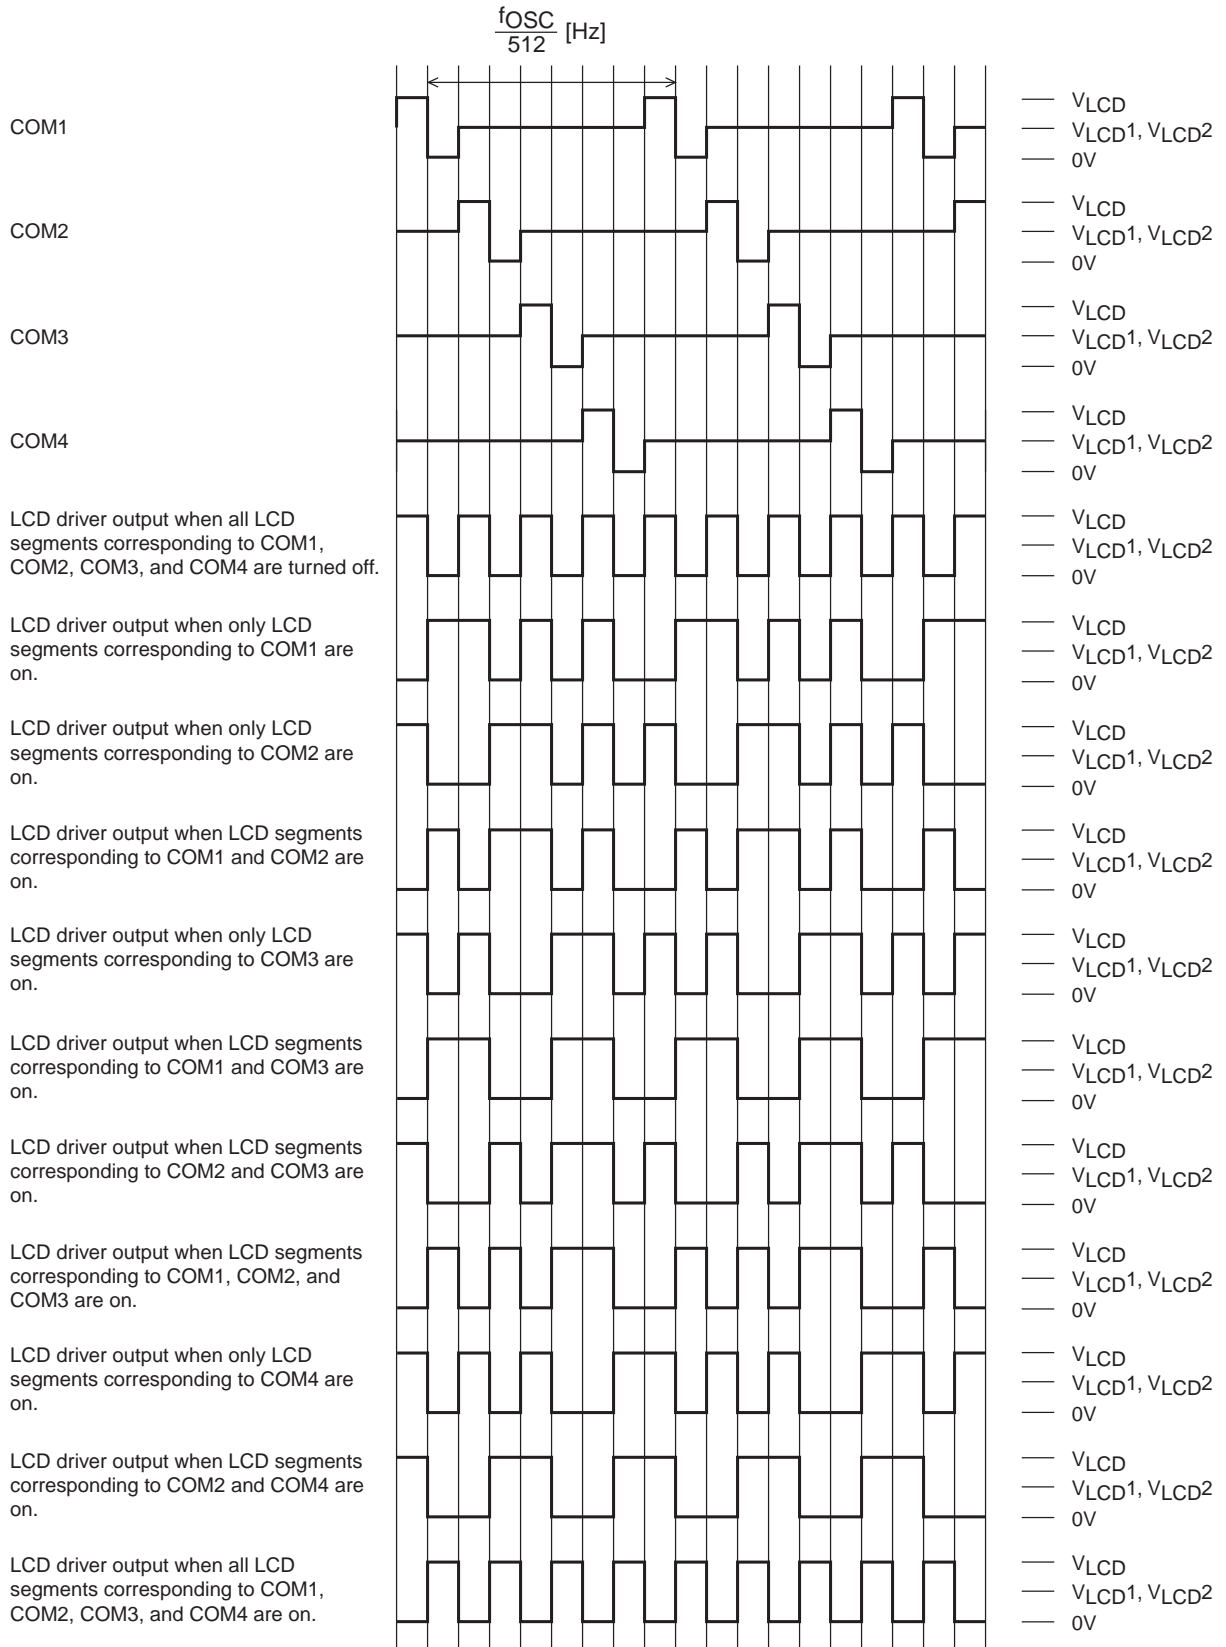 fOSC
512 [Hz]
COM1
VLCD
VLCD1, VLCD2
0V
COM2
VLCD
VLCD1, VLCD2
0V
COM3
VLCD
VLCD1, VLCD2
0V
COM4
VLCD
VLCD1, VLCD2
0V
LCD driver output when all LCD
segments corresponding to COM1,
COM2, COM3, and COM4 are turned off.
VLCD
VLCD1, VLCD2
0V
LCD driver output when only LCD
segments corresponding to COM1 are
on.
VLCD
VLCD1, VLCD2
0V
LCD driver output when only LCD
segments corresponding to COM2 are
on.
VLCD
VLCD1, VLCD2
0V
LCD driver output when LCD segments
corresponding to COM1 and COM2 are
on.
VLCD
VLCD1, VLCD2
0V
LCD driver output when only LCD
segments corresponding to COM3 are
on.
VLCD
VLCD1, VLCD2
0V
LCD driver output when LCD segments
corresponding to COM1 and COM3 are
on.
VLCD
VLCD1, VLCD2
0V
LCD driver output when LCD segments
corresponding to COM2 and COM3 are
on.
VLCD
VLCD1, VLCD2
0V
LCD driver output when LCD segments
corresponding to COM1, COM2, and
COM3 are on.
VLCD
VLCD1, VLCD2
0V
LCD driver output when only LCD
segments corresponding to COM4 are
on.
VLCD
VLCD1, VLCD2
0V
LCD driver output when LCD segments
corresponding to COM2 and COM4 are
on.
VLCD
VLCD1, VLCD2
0V
LCD driver output when all LCD
segments corresponding to COM1,
COM2, COM3, and COM4 are on.
VLCD
VLCD1, VLCD2
0V